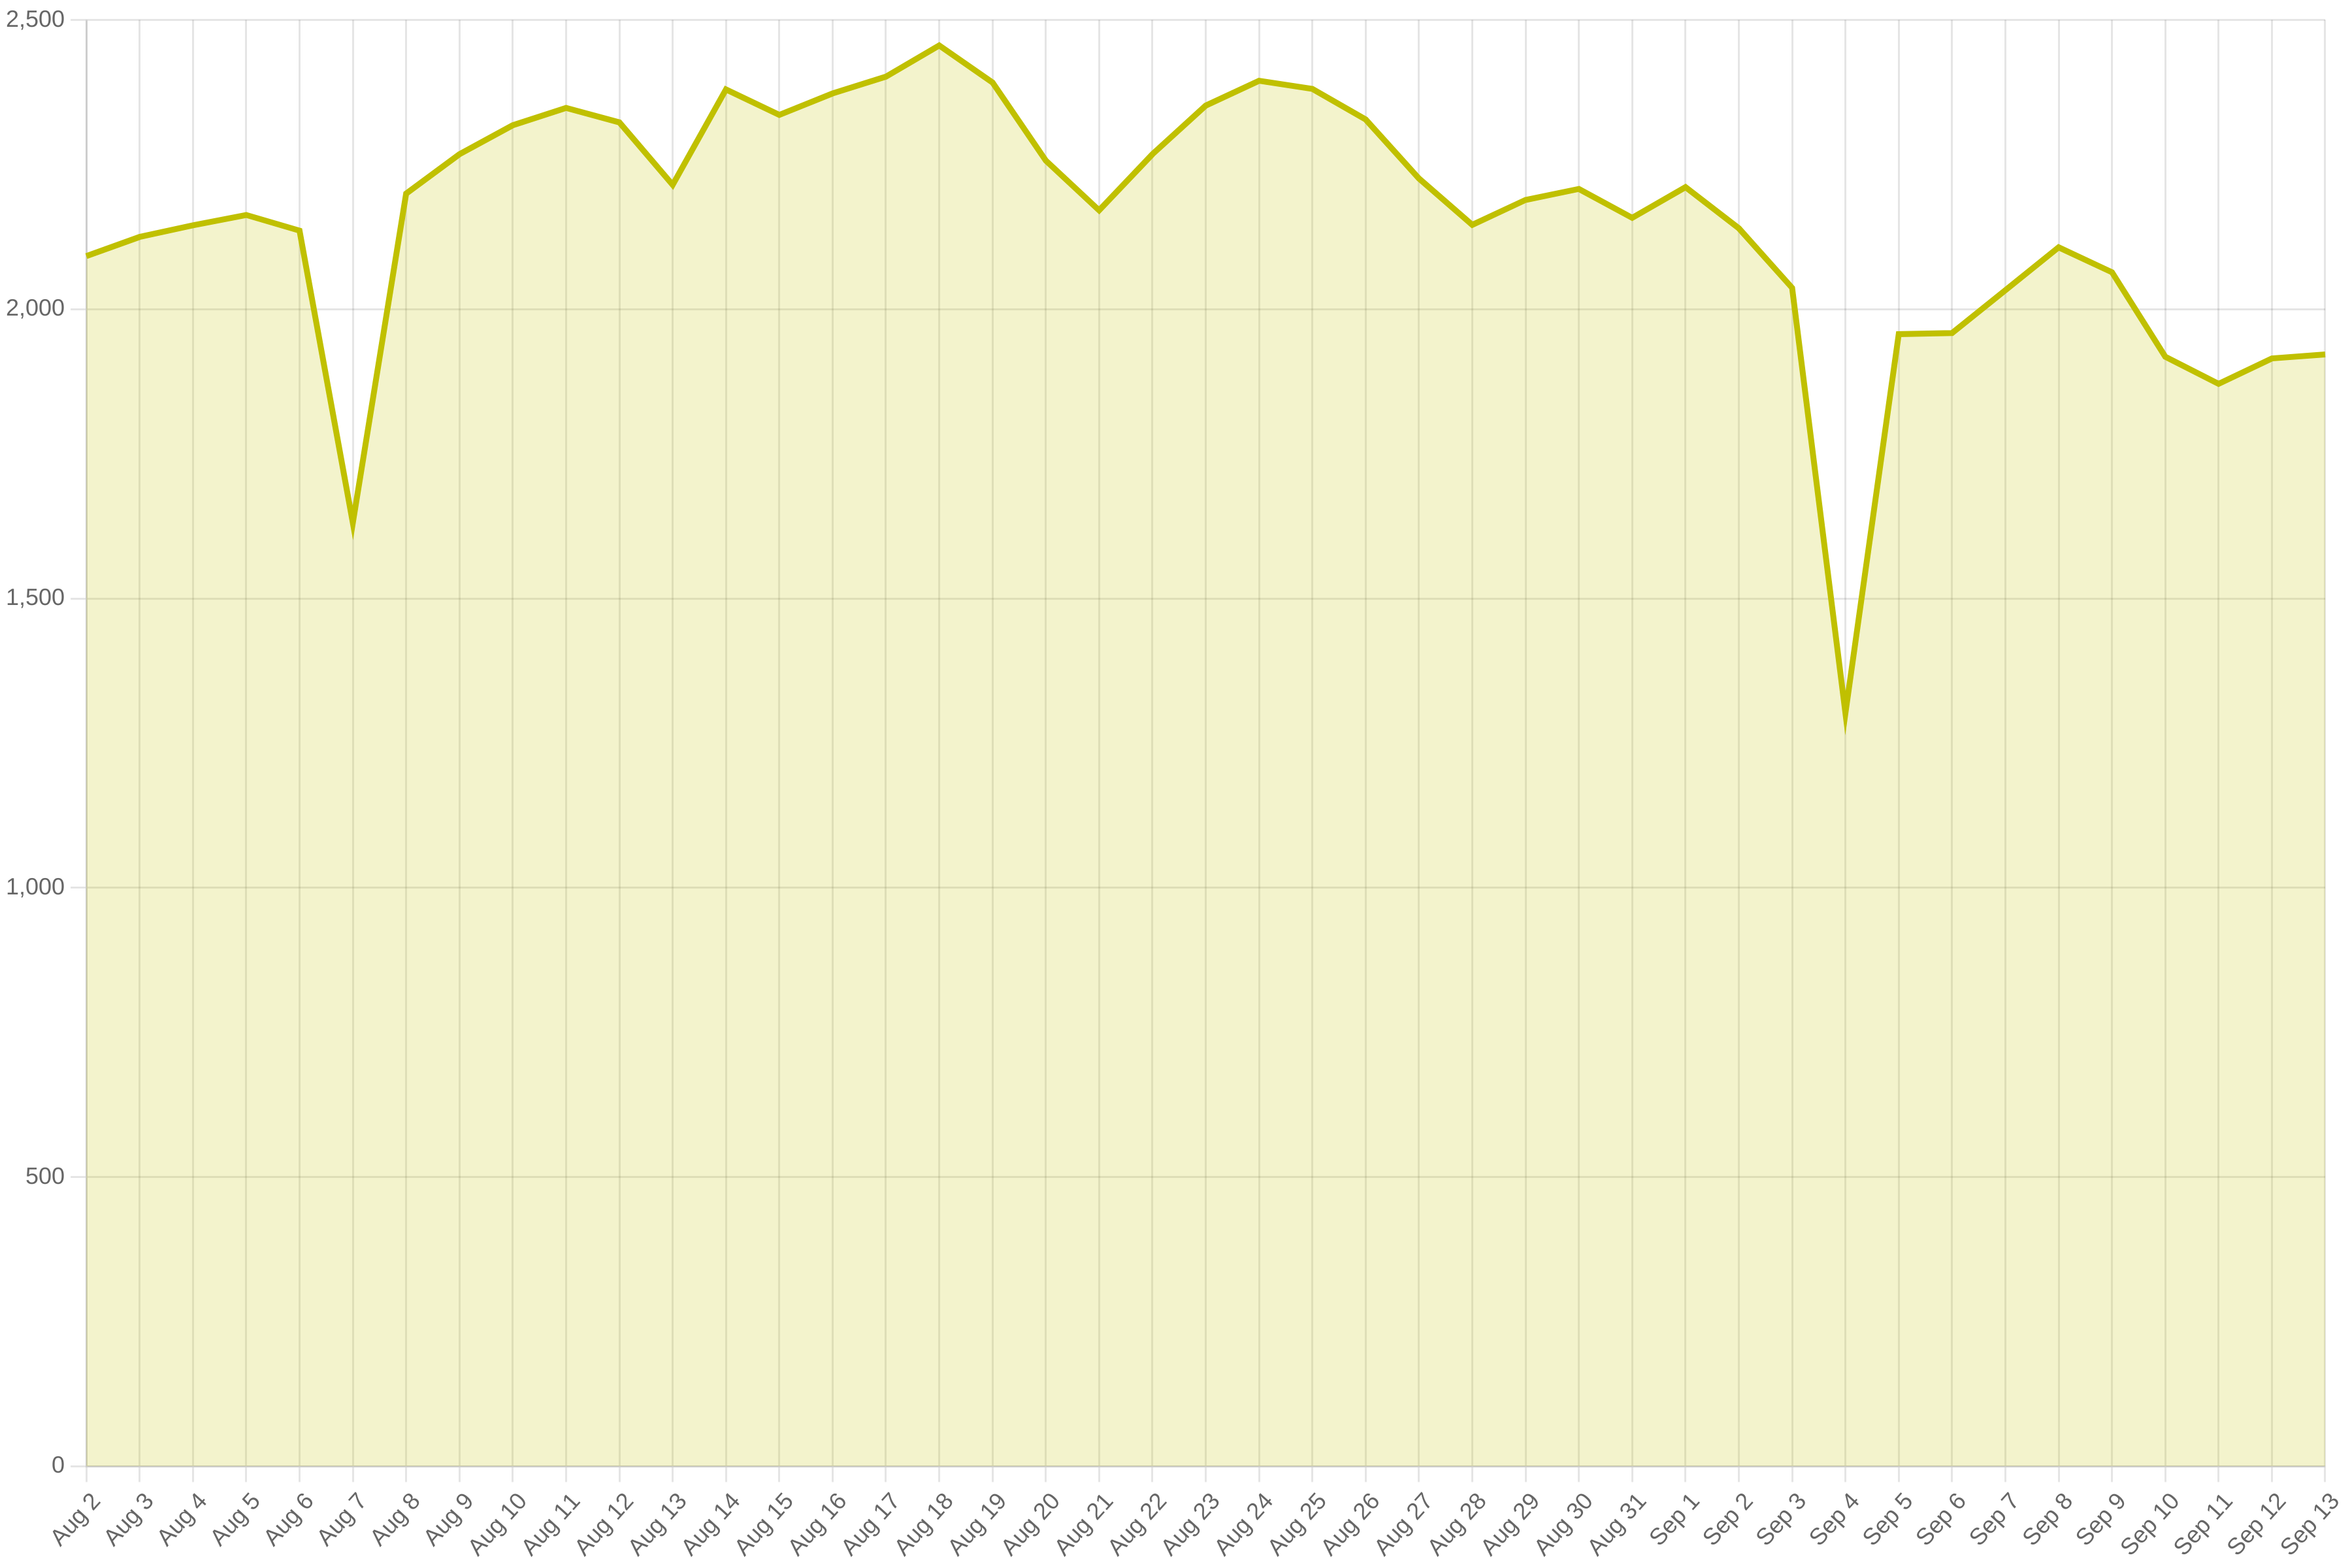 2,500
2,000
1,500
1,000
500
0
Aug 2
Aug 3
Aug 4
Aug 5
Aug 6
Aug 7
Aug 8
Aug 9
Aug 10
Aug 11
Aug 12
Aug 13
Aug 14
Aug 15
Aug 16
Aug 17
Aug 18
Aug 19
Aug 20
Aug 21
Aug 22
Aug 23
Aug 24
Aug 25
Aug 26
Aug 27
Aug 28
Aug 29
Aug 30
Aug 31
Sep 1
Sep 2
Sep 3
Sep 4
Sep 5
Sep 6
Sep 7
Sep 8
Sep 9
Sep 10
Sep 11
Sep 12
Sep 13